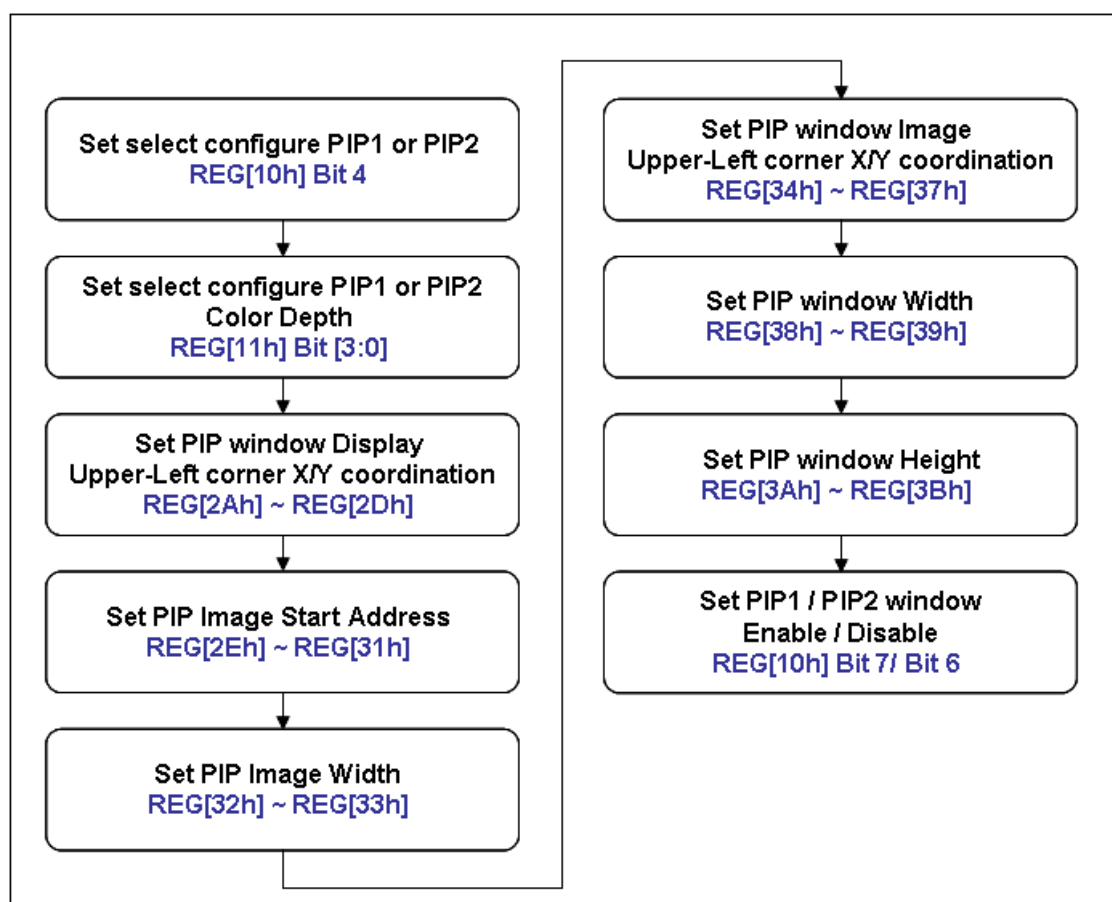 Set select configure PIP1 or PIP2
REG[10h] Bit 4
Set select configure PIP1 or PIP2
Color Depth
REG[11h] Bit [3:0]
Set PIP window Display
Upper-Left corner X/Y coordination
REG[2Ah] ~ REG[2Dh]
Set PIP Image Start Address
REG[2Eh] ~ REG[31h]
Set PIP Image Width
REG[32h] ~ REG[33h]
Set PIP window Image
Upper-Left corner X/Y coordination
REG[34h] ~ REG[37h]
Set PIP window Width
REG[38h] ~ REG[39h]
Set PIP window Height
REG[3Ah] ~ REG[3Bh]
Set PIP1 / PIP2 window
Enable / Disable
REG[10h] Bit 7/ Bit 6